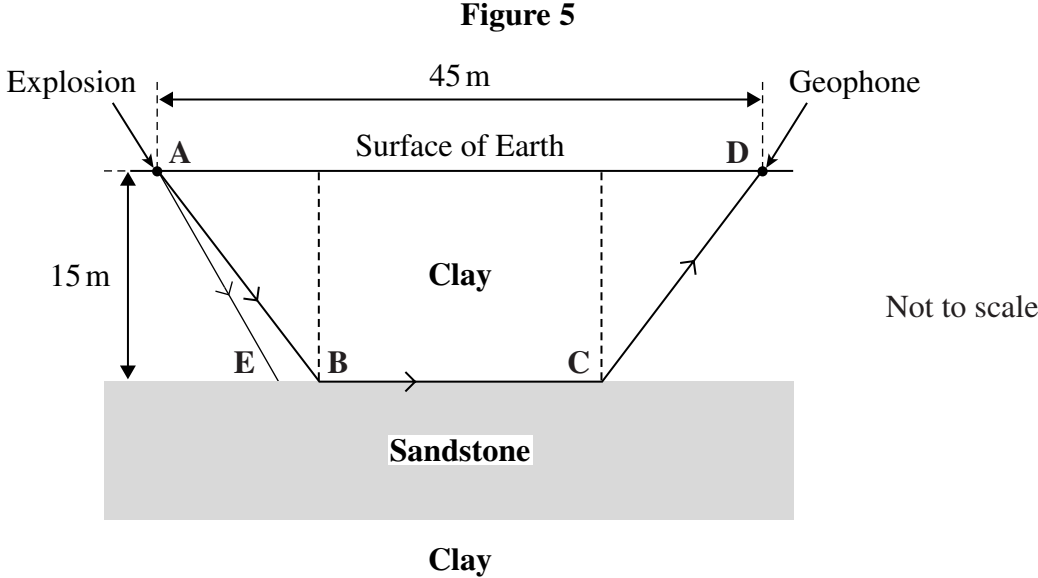 Figure 5
45 m
Explosion
Geophone
A
Surface of Earth
D
15 m
Clay
Not to scale
E
B
C
Sandstone
Clay